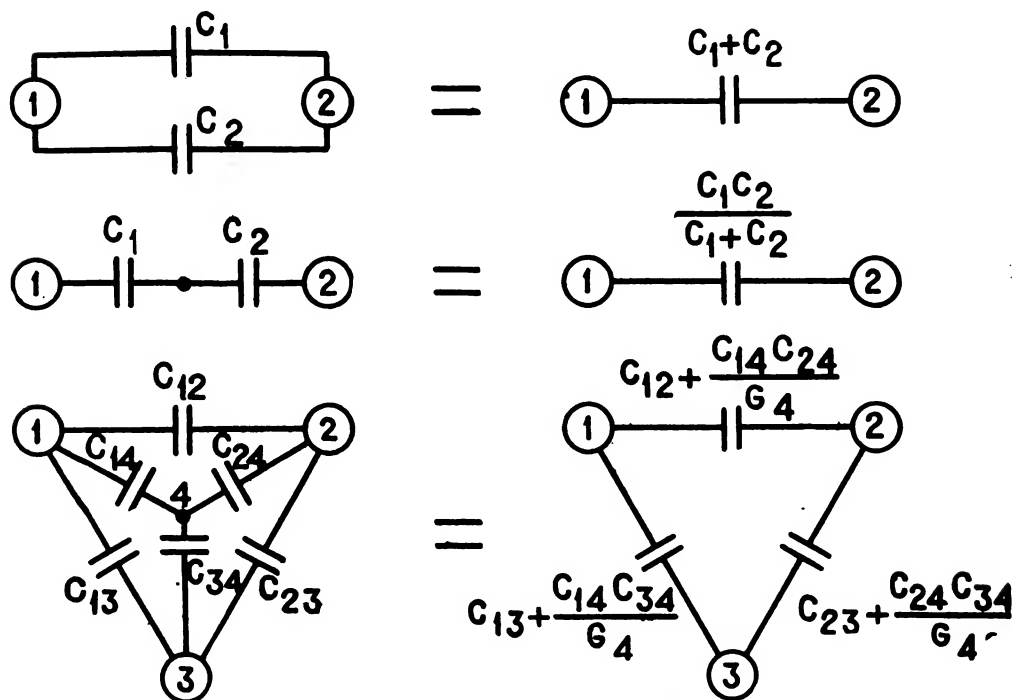 C1
1 2 = C1+C2
1 2
C2
C1 C2 = C1C2/C1+C2
1 2 1 2
C12 C12+ C14C24/G4
1 2 1 2
C14 C24
4
=
C13 C34 C23 C13+ C14C34/G4 C23+ C24C34/G4
3 3